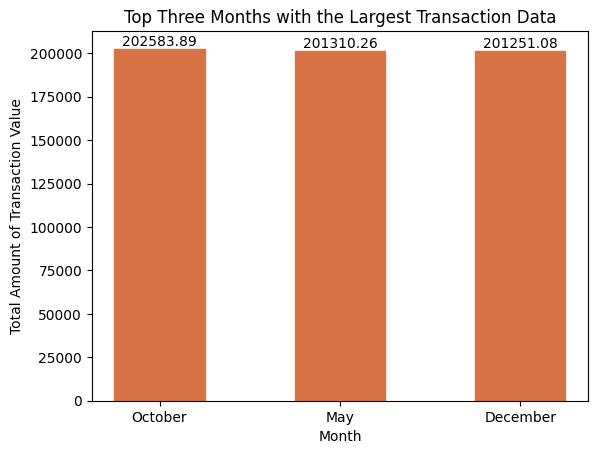 Top Three Months with the Largest Transaction Data
202583.89
201310.26
201251.08
200000
175000
150000
125000
100000
75000
50000
25000
0
Total Amount of Transaction Value
October
May
December
Month